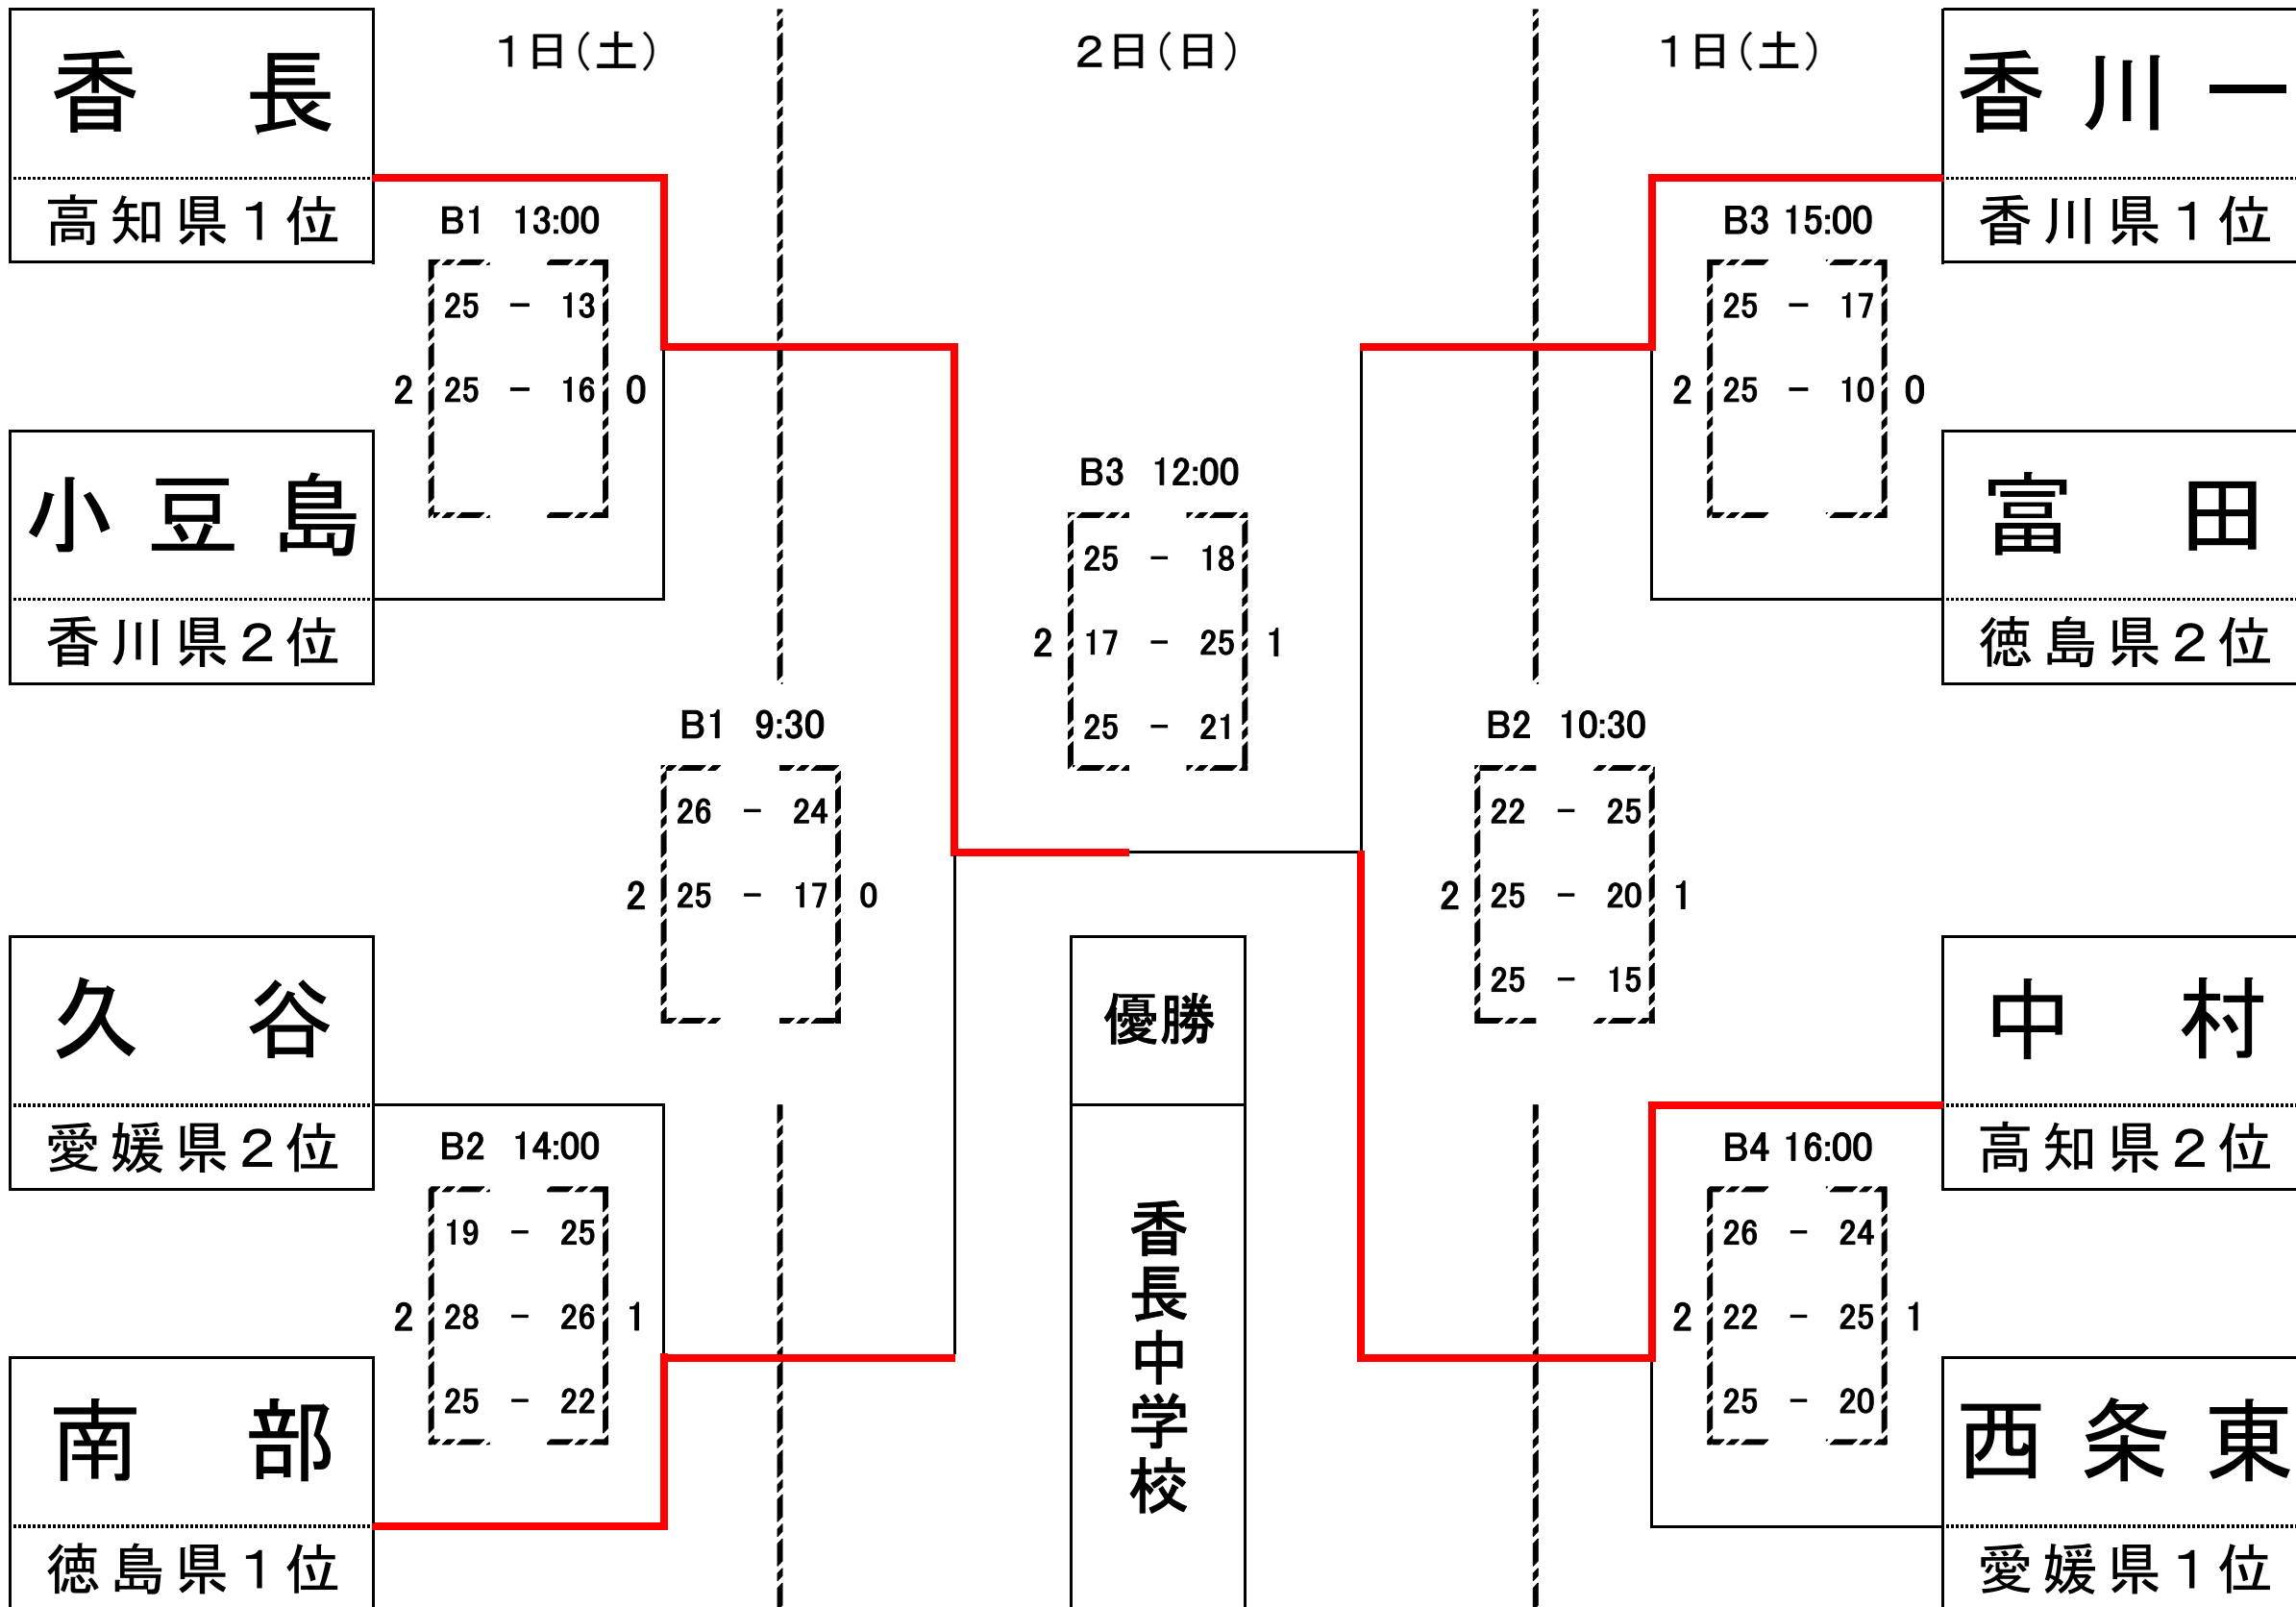 1日(土)
2日(日)
1日(土)
香長
高知県1位
B1 13:00
25 - 13
2 25 - 16 0
小豆島
香川県2位
久谷
愛媛県2位
B2 14:00
19 - 25
2 28 - 26 1
25 - 22
南部
徳島県1位
B1 9:30
26 - 24
2 25 - 17 0
B3 12:00
25 - 18
2 17 - 25 1
25 - 21
優勝
香長中学校
B2 10:30
22 - 25
2 25 - 20 1
25 - 15
香川一
香川県1位
B3 15:00
25 - 17
2 25 - 10 0
富田
徳島県2位
中村
高知県2位
B4 16:00
26 - 24
2 22 - 25 1
25 - 20
西条東
愛媛県1位